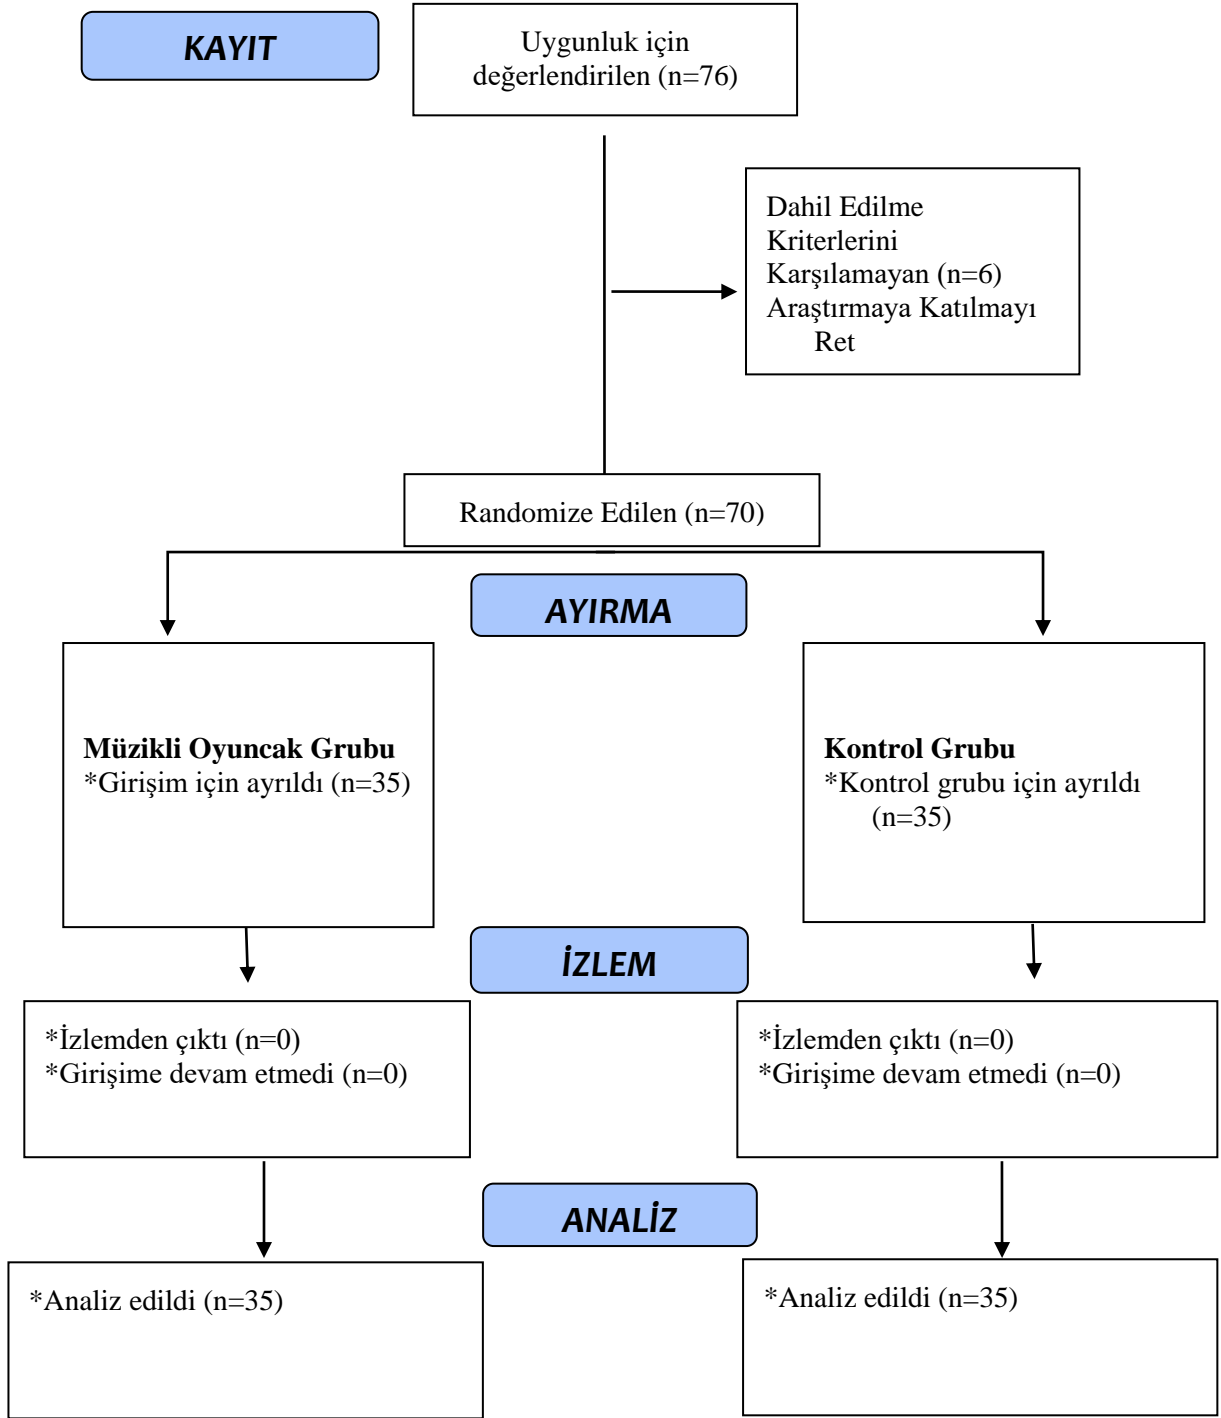 KAYIT
Uygunluk için
değerlendirilen (n=76)
Dahil Edilme
Kriterlerini
Karşılamayan (n=6)
Araştırmaya Katılmayı
Ret
Randomize Edilen (n=70)
AYIRMA
Müzikli Oyuncak Grubu
*Girişim için ayrıldı (n=35)
Kontrol Grubu
*Kontrol grubu için ayrıldı
(n=35)
İZLEM
*İzlemden çıktı (n=0)
*Girişime devam etmedi (n=0)
*İzlemden çıktı (n=0)
*Girişime devam etmedi (n=0)
ANALİZ
*Analiz edildi (n=35)
*Analiz edildi (n=35)